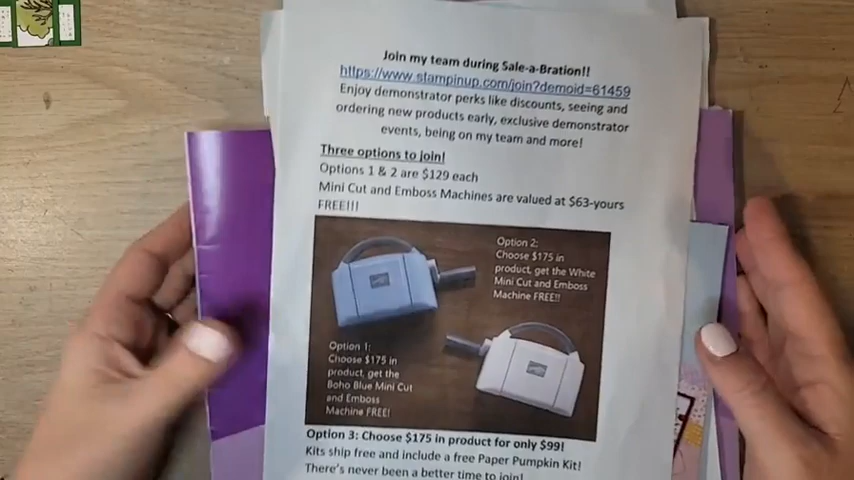 Join my team during Sale-a-Bration!!
https://www.stampinup.com/join?demoid=61459
Enjoy demonstrator perks like discounts, seeing and
ordering new products early, exclusive demonstrator
events, being on my team and more!
Three options to join!
Options 1 & 2 are $129 each
Mini Cut and Emboss Machines are valued at $63-yours
FREE!!!
Option 2:
Choose $175 in
product, get the White
Mini Cut and Emboss
Machine FREE!!
Option 1:
Choose $175 in
product, get the
Boho Blue Mini Cut
and Emboss
Machine FREE!
Option 3: Choose $175 in product for only $99!
Kits ship free and include a free Paper Pumpkin Kit!
There's never been a better time to join!